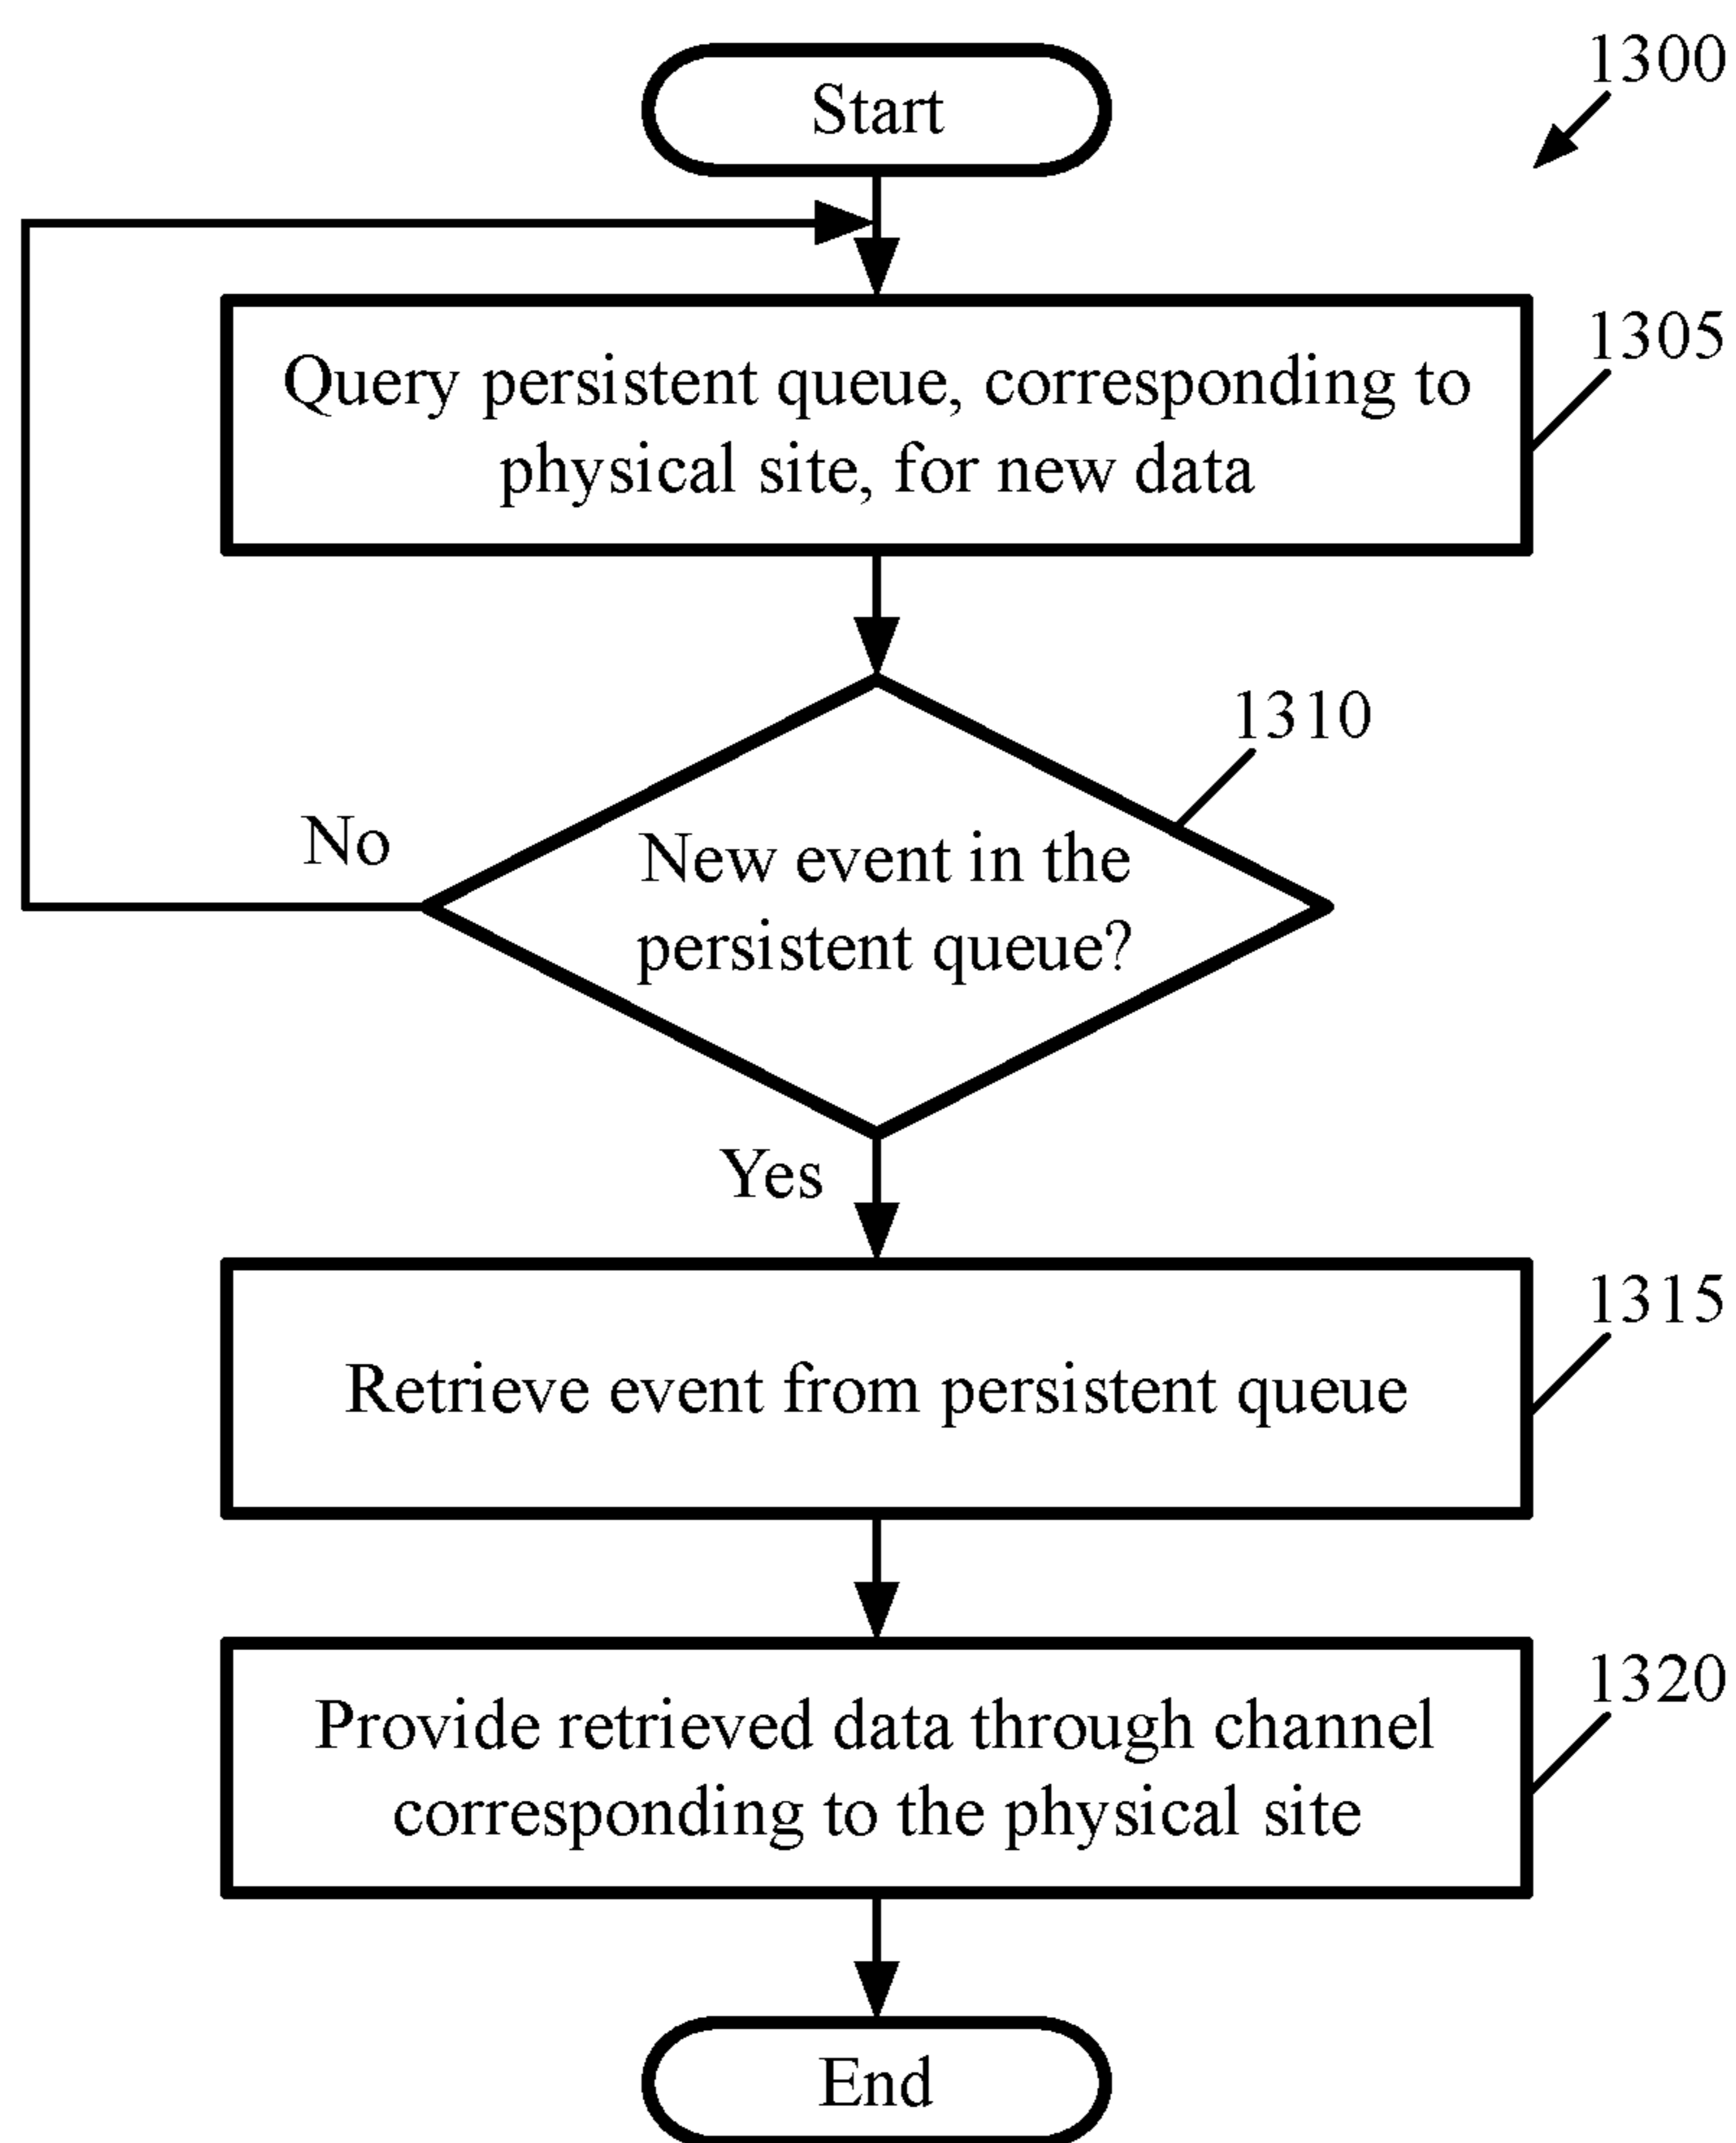 1300
Start
1305
Query persistent queue, corresponding to
physical site, for new data
1310
No
New event in the
persistent queue?
Yes
1315
Retrieve event from persistent queue
1320
Provide retrieved data through channel
corresponding to the physical site
End